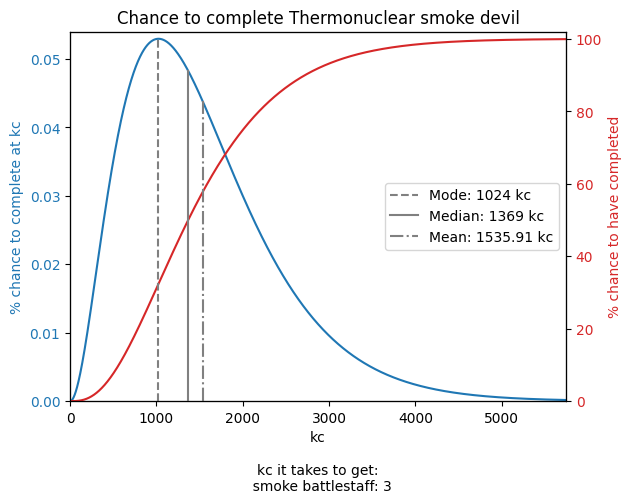 Chance to complete Thermonuclear smoke devil
% chance to complete at kc
0.05
0.04
0.03
0.02
0.01
0.00
100
80
60
40
20
0
% chance to have completed
Mode: 1024 kc
Median: 1369 kc
Mean: 1535.91 kc
0 1000 2000 3000 4000 5000
kc
kc it takes to get:
smoke battlestaff: 3